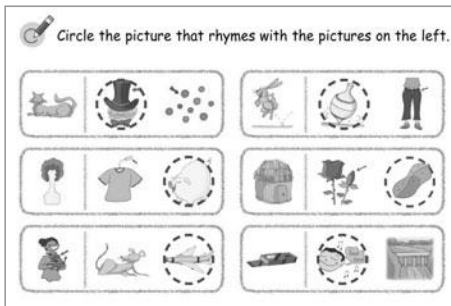 Circle the picture that rhymes with the pictures on the left.